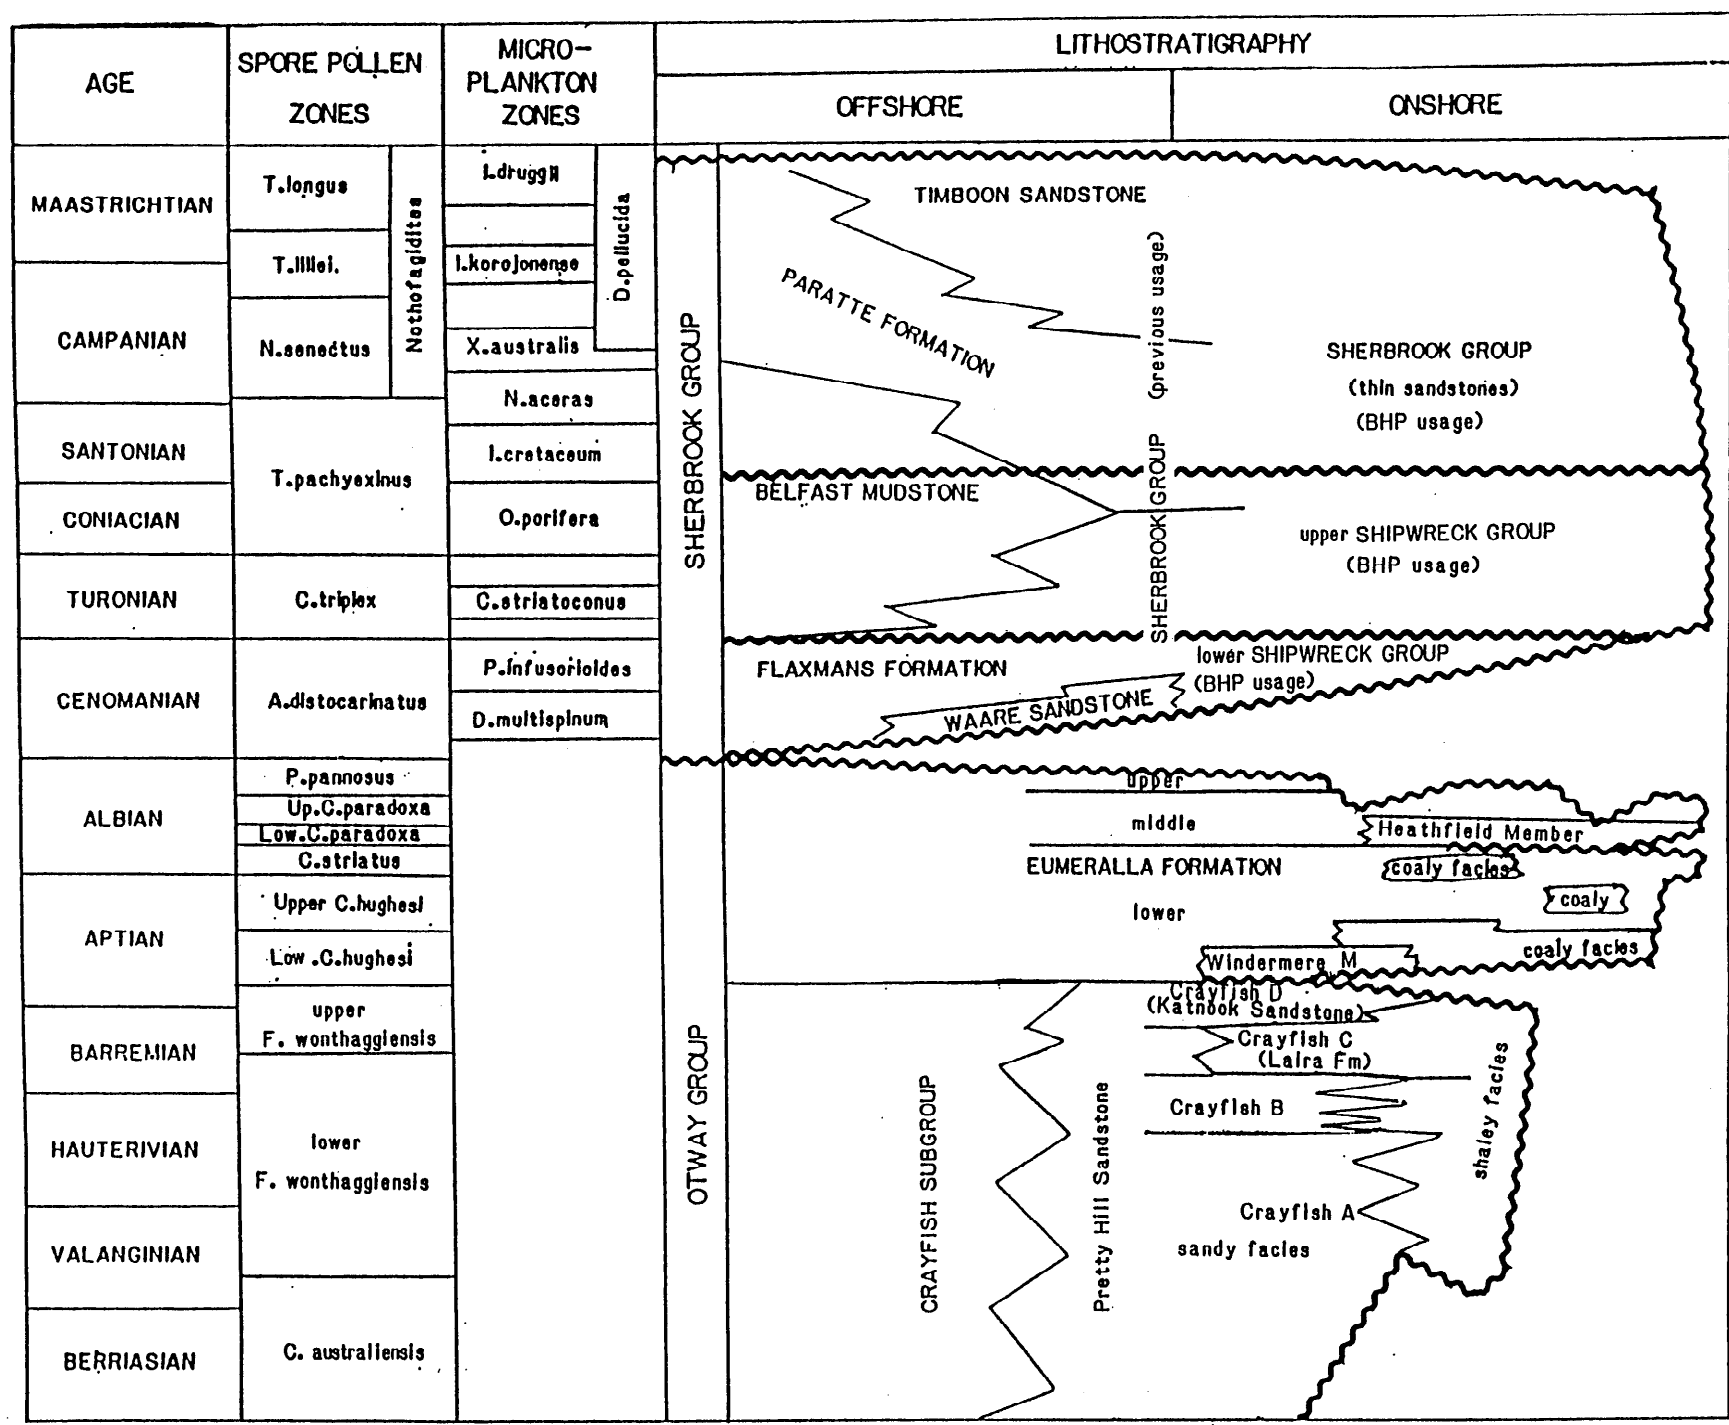 AGE
SPORE POLLEN
ZONES
MICRO-
PLANKTON
ZONES
LITHOSTRATIGRAPHY
OFFSHORE
ONSHORE
MAASTRICHTIAN
CAMPANIAN
SANTONIAN
CONIACIAN
TURONIAN
CENOMANIAN
ALBIAN
APTIAN
BARREMIAN
HAUTERIVIAN
VALANGINIAN
BERRIASIAN
T.longus
T.lillei.
N.senectus
Nothofagidites
T.pachyexinus
C.triplex
A.distocarinatus
P.pannosus
Up.C.paradoxa
Low.C.paradoxa
C.striatus
Upper C.hughesi
Low.C.hughesi
upper
F. wonthaggiensis
lower
F. wonthaggiensis
C. australiensis
I.druggii
I.korojonense
X.australis
D.pellucida
N.aceras
I.cretaceum
O.porifera
C.striatoconus
P.infusorioides
D.multispinum
SHERBROOK GROUP
OTWAY GROUP
TIMBOON SANDSTONE
PARATTE FORMATION
SHERBROOK GROUP (previous usage)
SHERBROOK GROUP
(thin sandstones)
(BHP usage)
BELFAST MUDSTONE
upper SHIPWRECK GROUP
(BHP usage)
FLAXMANS FORMATION
lower SHIPWRECK GROUP
(BHP usage)
WAARE SANDSTONE
upper
middle
Heathfield Member
EUMERALLA FORMATION
coaly facies
coaly
lower
coaly facies
Windermere M
Crayfish D
(Katnook Sandstone)
Crayfish C
(Laira Fm)
Crayfish B
Crayfish A
sandy facies
shaley facies
CRAYFISH SUBGROUP
Pretty Hill Sandstone